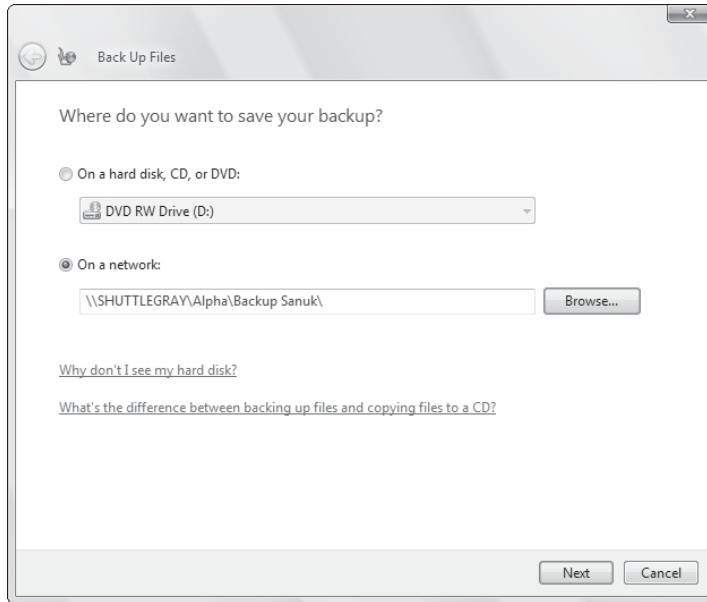 Back Up Files
Where do you want to save your backup?
On a hard disk, CD, or DVD:
DVD RW Drive (D:)
On a network:
\\SHUTTLEGRAY\Alpha\Backup Sanuk\
Browse...
Why don't I see my hard disk?
What's the difference between backing up files and copying files to a CD?
Next
Cancel